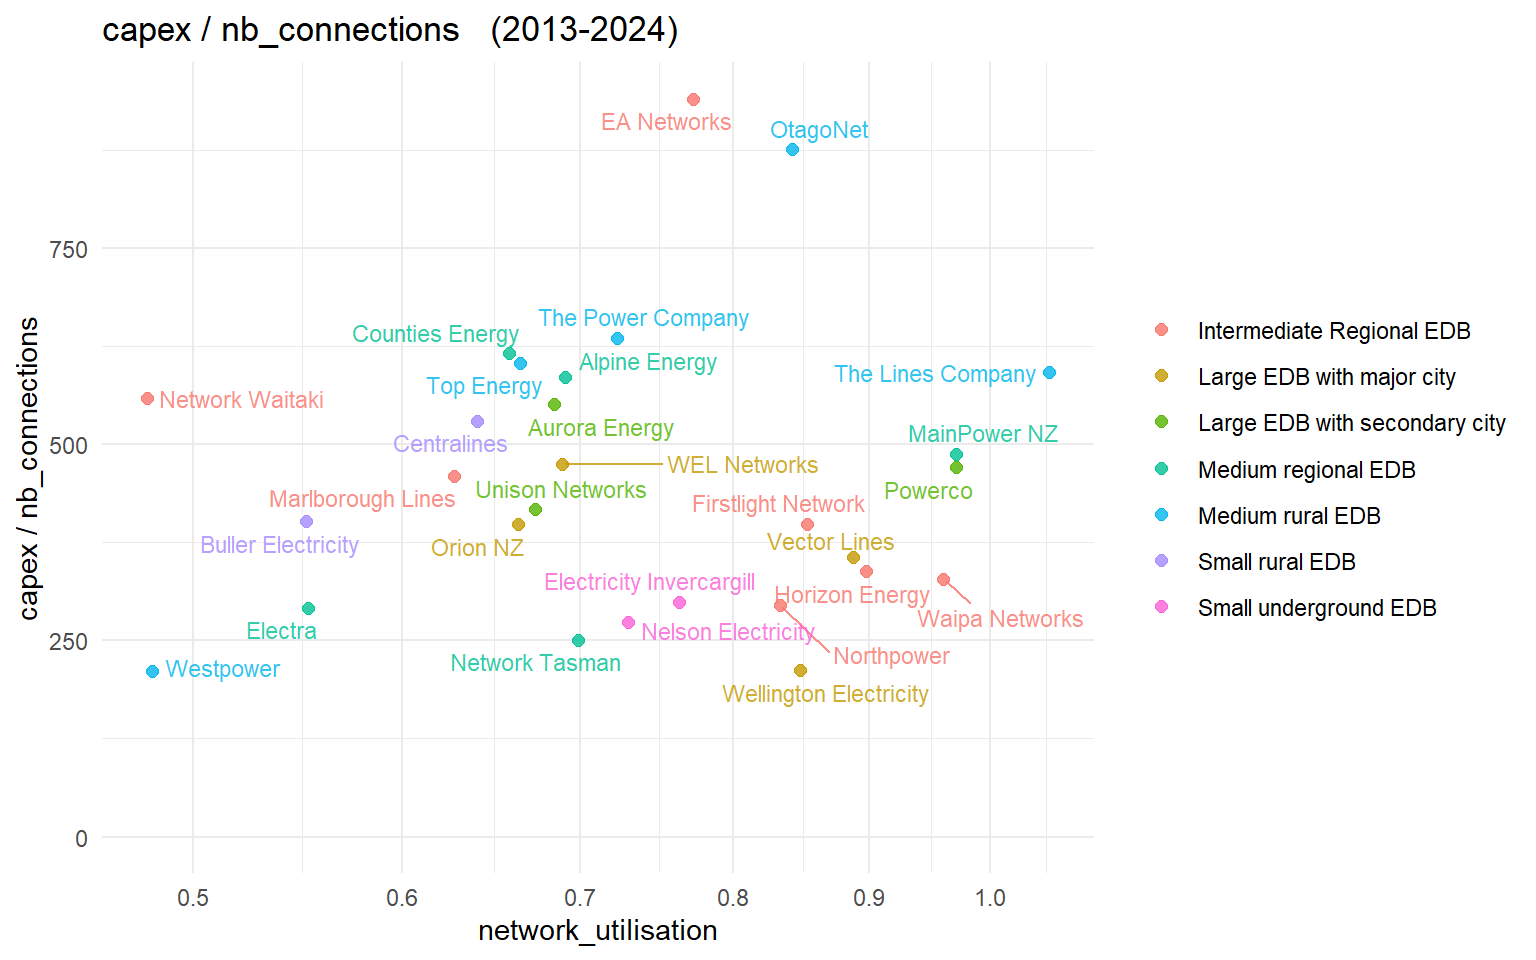 capex / nb_connections (2013-2024)
EA Networks
OtagoNet
750
The Power Company
Counties Energy
Alpine Energy
Top Energy
The Lines Company
Network Waitaki
Aurora Energy
Centralines
MainPower NZ
500
WEL Networks
Unison Networks
Powerco
Marlborough Lines
Firstlight Network
Buller Electricity
Orion NZ
Vector Lines
Electricity Invercargill
Horizon Energy
Waipa Networks
Electra
Nelson Electricity
250
Network Tasman
Northpower
Westpower
Wellington Electricity
0
capex / nb_connections
0.5 0.6 0.7 0.8 0.9 1.0
network_utilisation
Intermediate Regional EDB
Large EDB with major city
Large EDB with secondary city
Medium regional EDB
Medium rural EDB
Small rural EDB
Small underground EDB